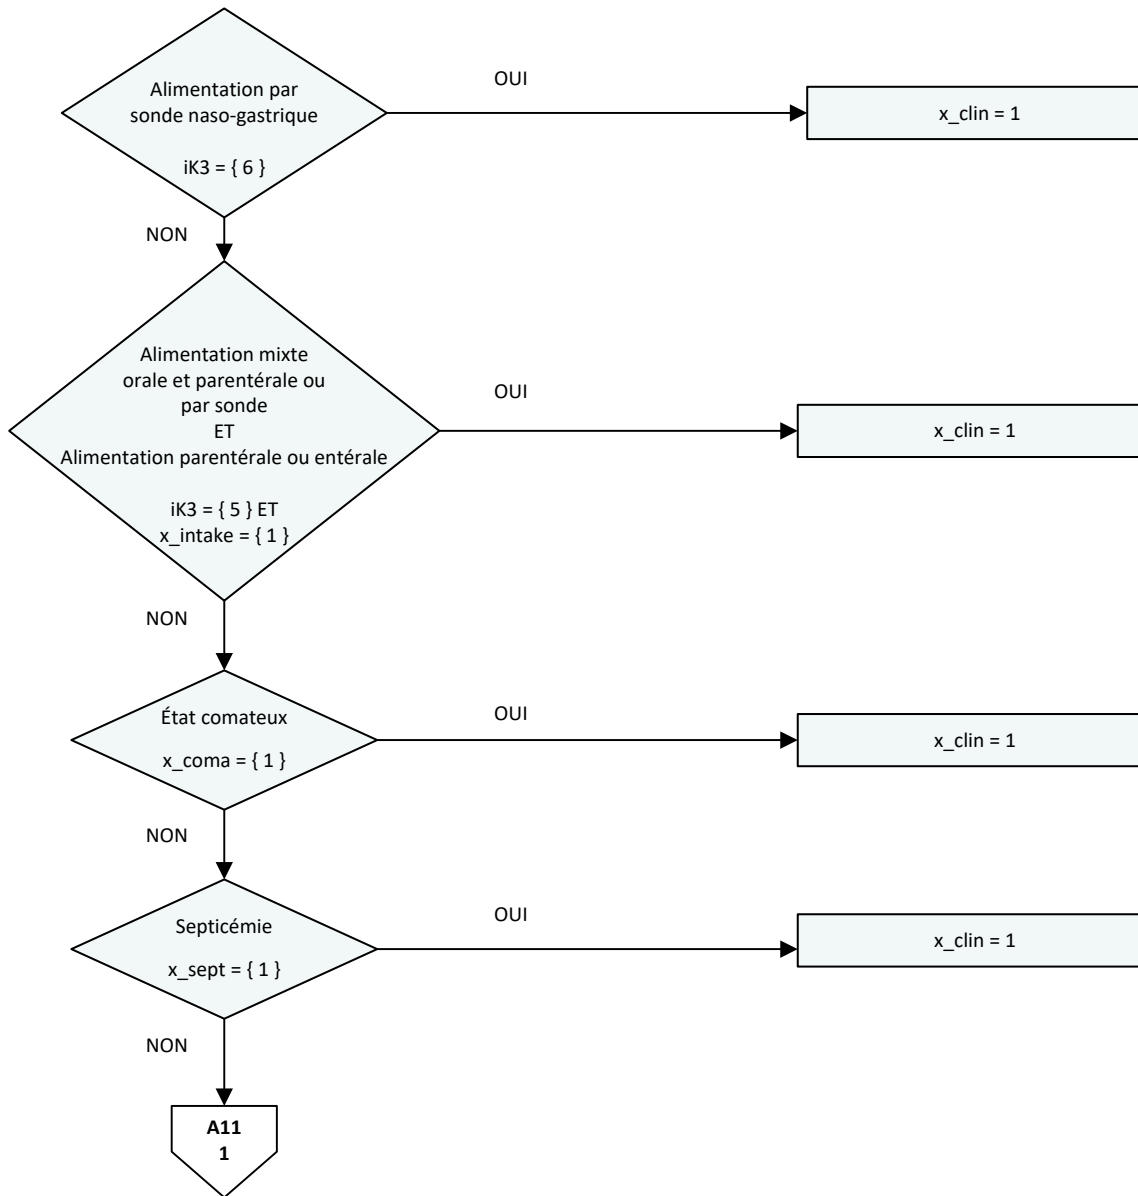 Alimentation par
sonde naso-gastrique
iK3 = { 6 }
OUI
x_clin = 1
NON
Alimentation mixte
orale et parentérale ou
par sonde
ET
Alimentation parentérale ou entérale
iK3 = { 5 } ET
x_intake = { 1 }
OUI
x_clin = 1
NON
État comateux
x_coma = { 1 }
OUI
x_clin = 1
NON
Septicémie
x_sept = { 1 }
OUI
x_clin = 1
NON
A11
1